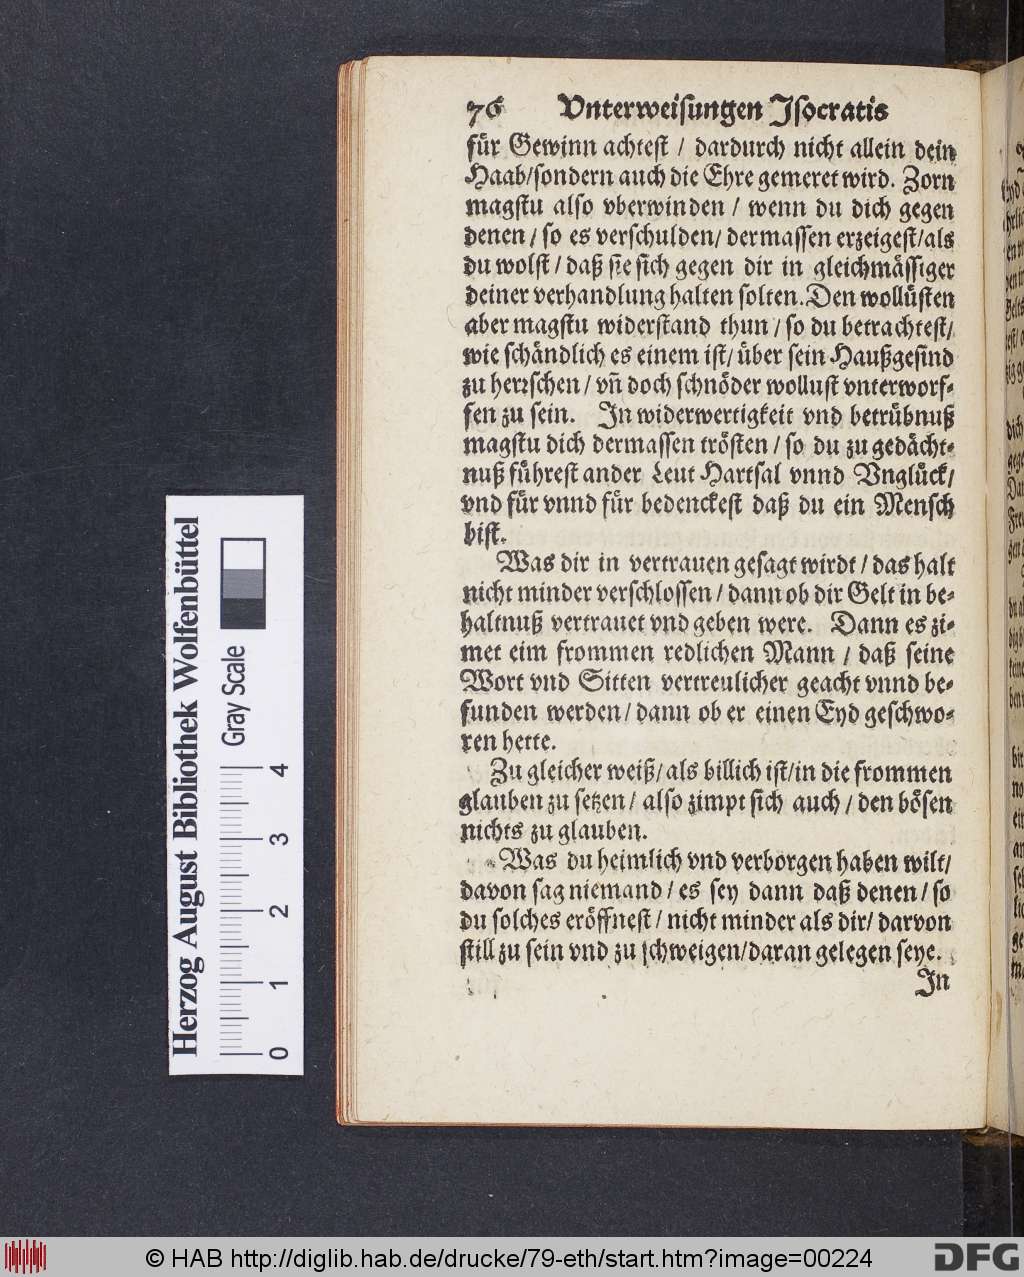 76 Vnterweisungen Jsocratis
für Gewinn achtest / dardurch nicht allein dein
Haab/sondern auch die Ehre gemeret wird. Zorn
magstu also vberwinden / wenn du dich gegen
denen / so es verschulden/ dermassen erzeigest/als
du wolst / daß sie sich gegen dir in gleichmässiger
deiner verhandlung halten solten. Den wollüsten
aber magstu widerstand thun / so du betrachtest/
wie schändlich es einem ist/ über sein Haußgesind
zu herrschen / vn̄ doch schnöder wollust vnterworf-
fen zu sein. In widerwertigkeit vnd betrübnuß
magstu dich dermassen trösten / so du zu gedächt-
nuß führest ander Leut Hartsal vnnd Vnglück/
vnd für vnnd für bedenckest daß du ein Mensch
bist.
Was dir in vertrauen gesagt wirdt / das halt
nicht minder verschlossen / dann ob dir Gelt in be-
haltnuß vertrauet vnd geben were. Dann es zi-
met eim frommen redlichen Mann / daß seine
Wort vnd Sitten vertreulicher geacht vnnd be-
funden werden / dann ob er einen Eyd geschwo-
ren hette.
Zu gleicher weiß/ als billich ist/in die frommen
glauben zu setzen / also zimpt sich auch / den bösen
nichts zu glauben.
Was du heimlich vnd verborgen haben wilt/
davon sag niemand / es sey dann daß denen / so
du solches eröffnest / nicht minder als dir/ darvon
still zu sein vnd zu schweigen/daran gelegen seye.
In
Herzog August Bibliothek Wolfenbüttel
Gray Scale
0 1 2 3 4
© HAB http://diglib.hab.de/drucke/79-eth/start.htm?image=00224
DFG